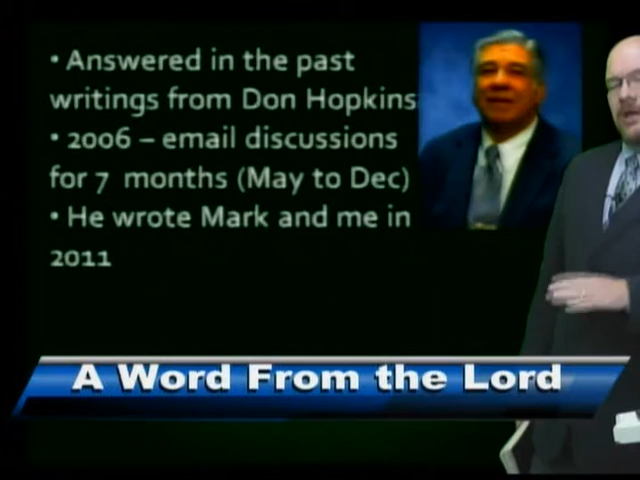 • Answered in the past
writings from Don Hopkins
• 2006 – email discussions
for 7 months (May to Dec)
• He wrote Mark and me in
2011
A Word From the Lord